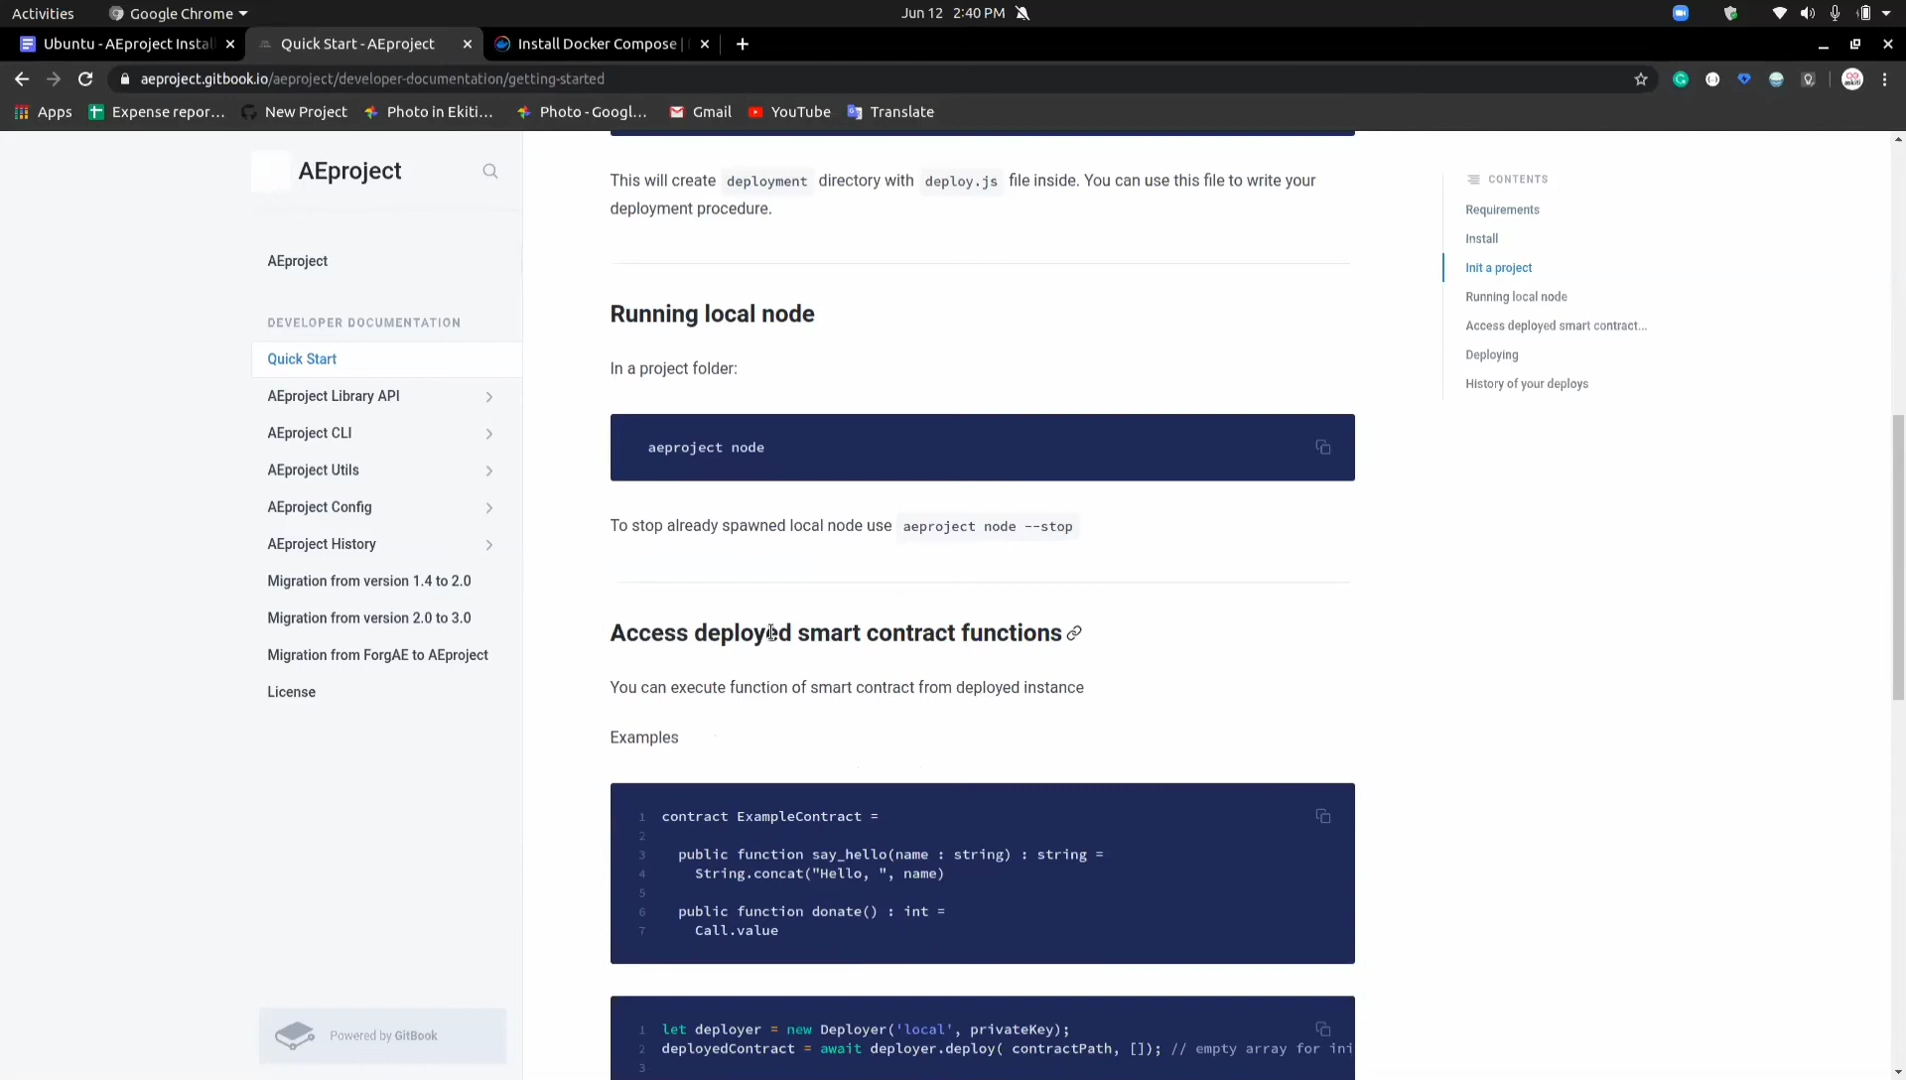 Activities
Google Chrome
Jun 12 2:40 PM
Ubuntu - AEproject Instal
Quick Start - AEproject
Install Docker Compose |
aeproject.gitbook.io/aeproject/developer-documentation/getting-started
Apps
Expense repor...
New Project
Photo in Ekiti...
Photo - Googl...
Gmail
YouTube
Translate
AEproject
AEproject
DEVELOPER DOCUMENTATION
Quick Start
AEproject Library API
AEproject CLI
AEproject Utils
AEproject Config
AEproject History
Migration from version 1.4 to 2.0
Migration from version 2.0 to 3.0
Migration from ForgAE to AEproject
License
Powered by GitBook
This will create deployment directory with deploy.js file inside. You can use this file to write your
deployment procedure.
Running local node
In a project folder:
aeproject node
To stop already spawned local node use aeproject node --stop
Access deployed smart contract functions
You can execute function of smart contract from deployed instance
Examples
1 contract ExampleContract =
2
3 public function say_hello(name : string) : string =
4 String.concat("Hello, ", name)
5
6 public function donate() : int =
7 Call.value
1 let deployer = new Deployer('local', privateKey);
2 deployedContract = await deployer.deploy( contractPath, []); // empty array for ini
3
CONTENTS
Requirements
Install
Init a project
Running local node
Access deployed smart contract...
Deploying
History of your deploys